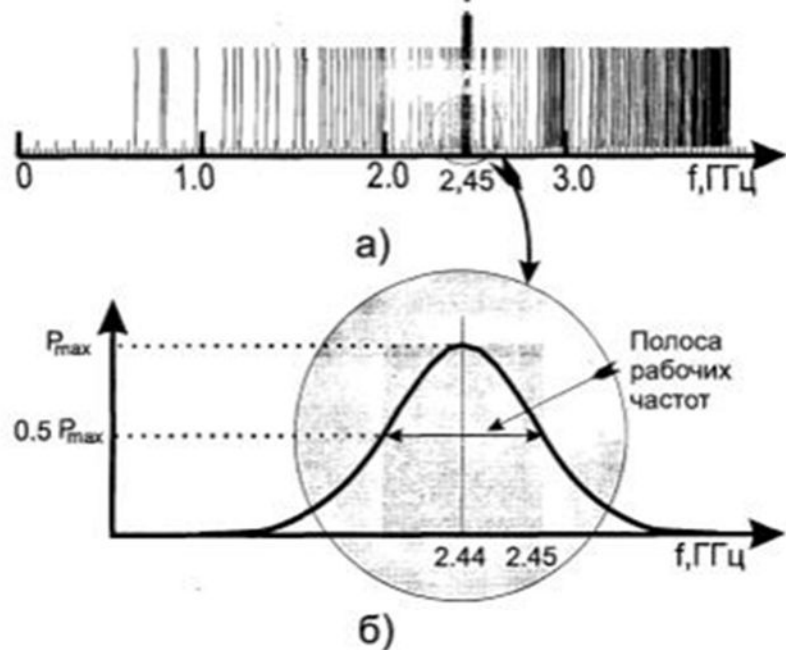 0 1.0 2.0 2,45 3.0 f,ГГц
а)
Pmax
Полоса
рабочих
частот
0.5 Pmax
2.44 2.45 f,ГГц
б)